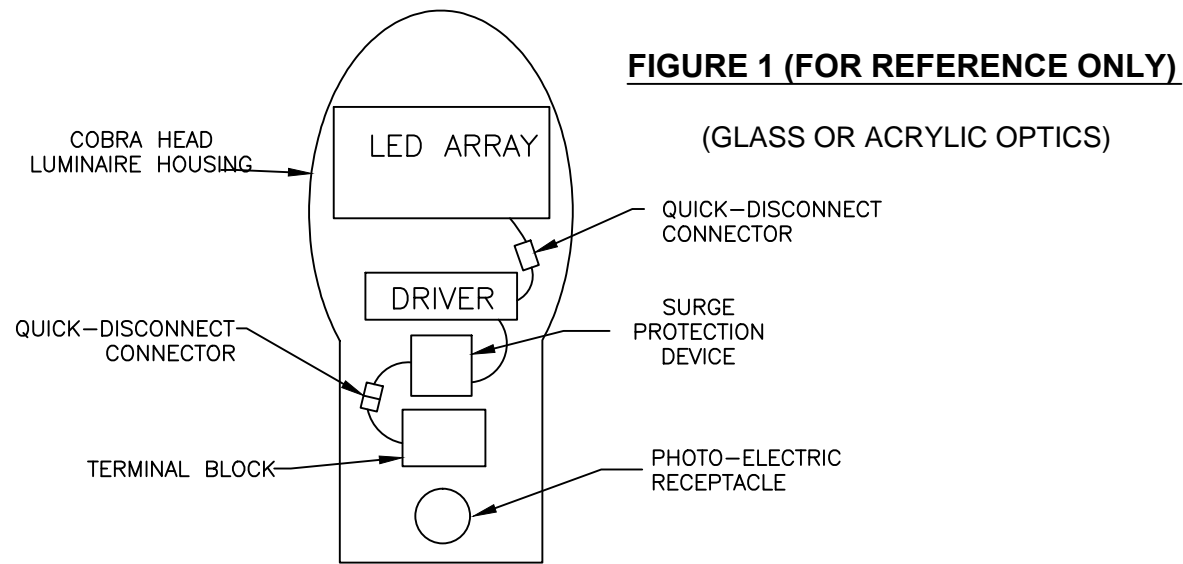 FIGURE 1 (FOR REFERENCE ONLY)
(GLASS OR ACRYLIC OPTICS)
COBRA HEAD
LUMINAIRE HOUSING
LED ARRAY
QUICK–DISCONNECT
CONNECTOR
DRIVER
SURGE
PROTECTION
DEVICE
QUICK–DISCONNECT
CONNECTOR
TERMINAL BLOCK
PHOTO–ELECTRIC
RECEPTACLE